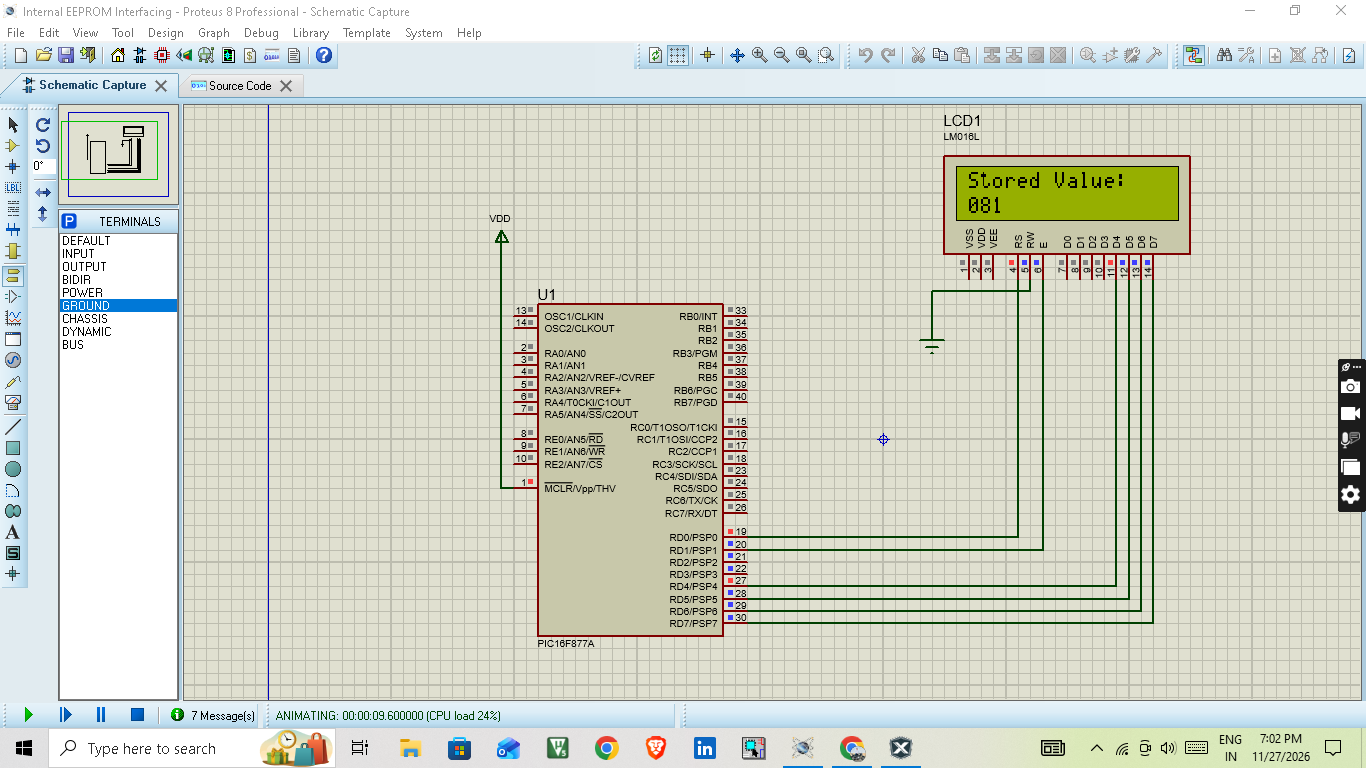 Internal EEPROM Interfacing - Proteus 8 Professional - Schematic Capture
File Edit View Tool Design Graph Debug Library Template System Help
Schematic Capture
Source Code
0°
LBL
P TERMINALS
DEFAULT
INPUT
OUTPUT
BIDIR
POWER
GROUND
CHASSIS
DYNAMIC
BUS
A
S
LCD1
LM016L
Stored Value:
081
VSS VDD VEE RS RW E D0 D1 D2 D3 D4 D5 D6 D7
1 2 3 4 5 6 7 8 9 10 11 12 13 14
VDD
U1
13 OSC1/CLKIN RB0/INT 33
14 OSC2/CLKOUT RB1 34
RB2 35
2 RA0/AN0 RB3/PGM 36
3 RA1/AN1 RB4 37
4 RA2/AN2/VREF-/CVREF RB5 38
5 RA3/AN3/VREF+ RB6/PGC 39
6 RA4/T0CKI/C1OUT RB7/PGD 40
7 RA5/AN4/SS/C2OUT
RC0/T1OSO/T1CKI 15
8 RE0/AN5/RD RC1/T1OSI/CCP2 16
9 RE1/AN6/WR RC2/CCP1 17
10 RE2/AN7/CS RC3/SCK/SCL 18
RC4/SDI/SDA 23
1 MCLR/Vpp/THV RC5/SDO 24
RC6/TX/CK 25
RC7/RX/DT 26
RD0/PSP0 19
RD1/PSP1 20
RD2/PSP2 21
RD3/PSP3 22
RD4/PSP4 27
RD5/PSP5 28
RD6/PSP6 29
RD7/PSP7 30
PIC16F877A
7 Message(s)
ANIMATING: 00:00:09.600000 (CPU load 24%)
Type here to search
in
ENG
IN
7:02 PM
11/27/2026